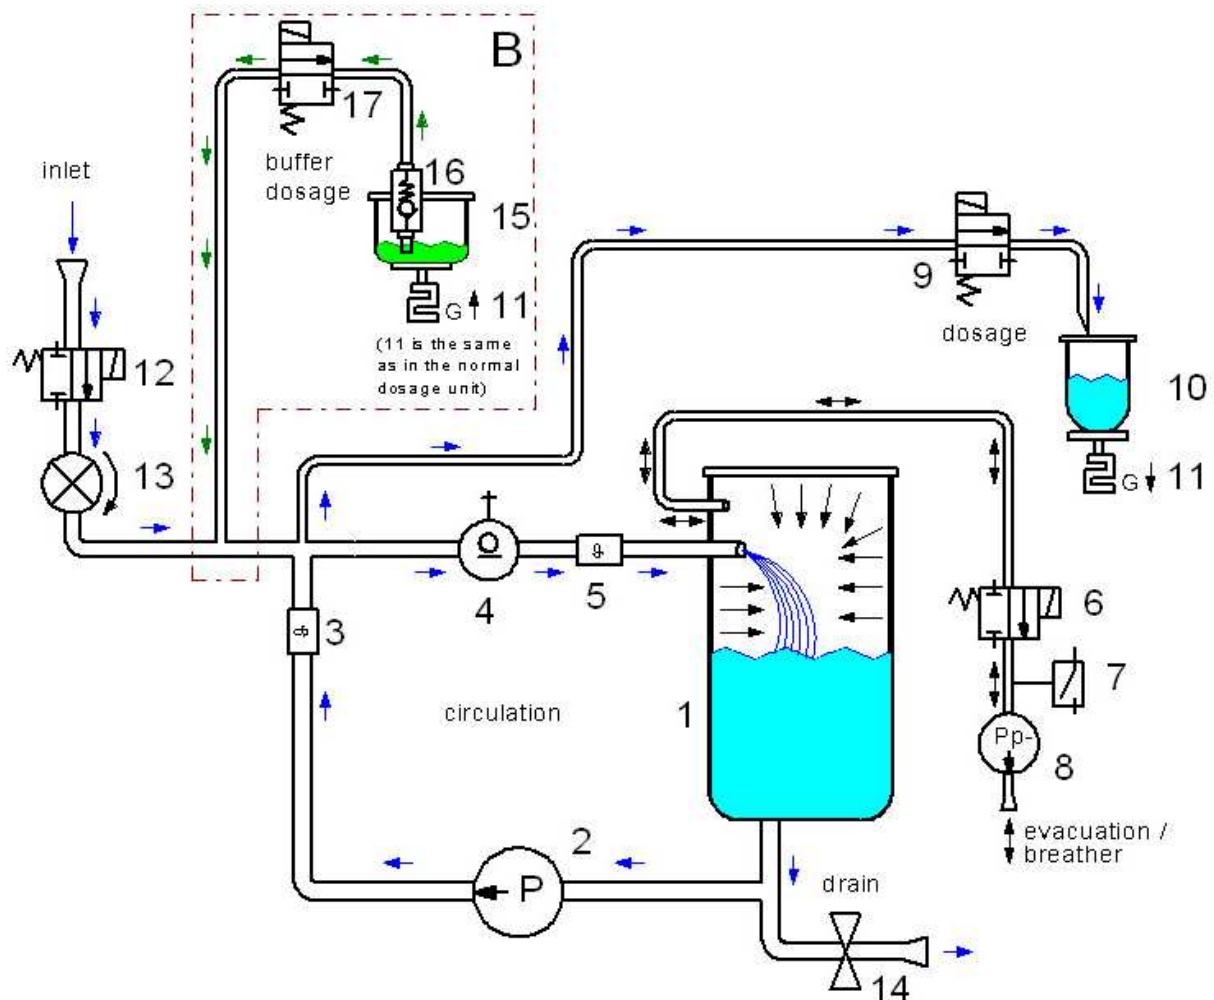 B
17
buffer
dosage
16
15
inlet
G 11
(11 is the same
as in the normal
dosage unit)
9
dosage
12
10
13
G 11
4
5
3
6
7
1
circulation
Pp-
8
evacuation /
breather
2
P
drain
14